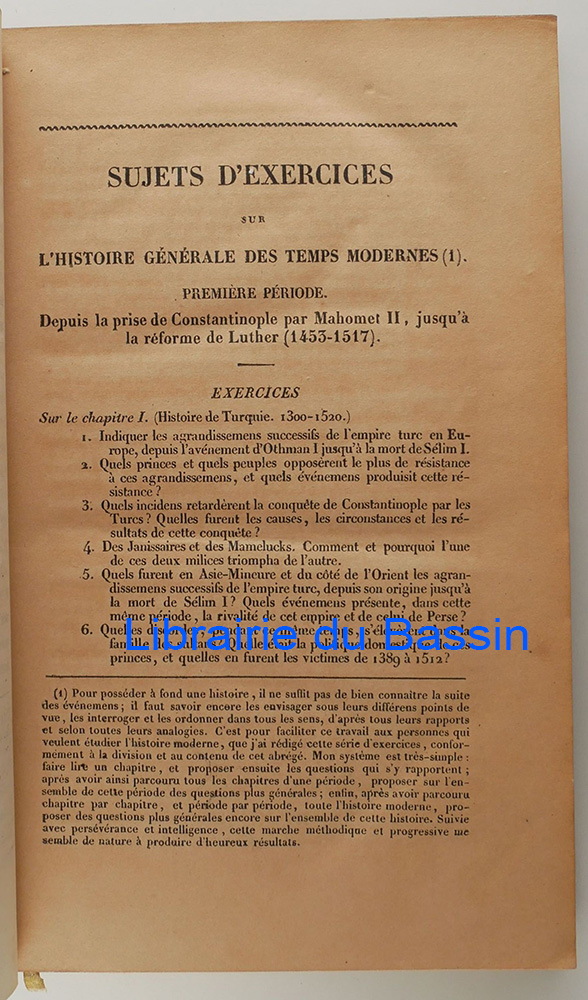 SUJETS D'EXERCICES
SUR
L'HISTOIRE GÉNÉRALE DES TEMPS MODERNES (1).
PREMIÈRE PÉRIODE.
Depuis la prise de Constantinople par Mahomet II, jusqu'à
la réforme de Luther (1453-1517).
EXERCICES
Sur le chapitre I. (Histoire de Turquie. 1300-1520.)
1. Indiquer les agrandissemens successifs de l'empire turc en Eu-
rope, depuis l'avénement d'Othman I jusqu'à la mort de Sélim I.
2. Quels princes et quels peuples opposèrent le plus de résistance
à ces agrandissemens, et quels événemens produisit cette ré-
sistance?
3. Quels incidens retardèrent la conquête de Constantinople par les
Turcs? Quelles furent les causes, les circonstances et les ré-
sultats de cette conquête?
4. Des Janissaires et des Mamelucks. Comment et pourquoi l'une
de ces deux milices triompha de l'autre.
5. Quels furent en Asie-Mineure et du côté de l'Orient les agran-
dissemens successifs de l'empire turc, depuis son origine jusqu'à
la mort de Sélim I? Quels événemens présente, dans cette
même période, la rivalité de cet empire et de celui de Perse?
6. Quelles
princes, et quelles en furent les victimes de 1389 à 1512?
Librairie du Bassin
(1) Pour posséder à fond une histoire, il ne suffit pas de bien connaître la suite
des événemens; il faut savoir encore les envisager sous leurs différens points de
vue, les interroger et les ordonner dans tous les sens, d'après tous leurs rapports
et selon toutes leurs analogies. C'est pour faciliter ce travail aux personnes qui
veulent étudier l'histoire moderne, que j'ai rédigé cette série d'exercices, confor-
mément à la division et au contenu de cet abrégé. Mon système est très-simple:
faire lire un chapitre, et proposer ensuite les questions qui s'y rapportent;
après avoir ainsi parcouru tous les chapitres d'une période, proposer sur l'en-
semble de cette période des questions plus générales; enfin, après avoir parcouru
chapitre par chapitre, et période par période, toute l'histoire moderne, pro-
poser des questions plus générales encore sur l'ensemble de cette histoire. Suivie
avec persévérance et intelligence, cette marche méthodique et progressive me
semble de nature à produire d'heureux résultats.